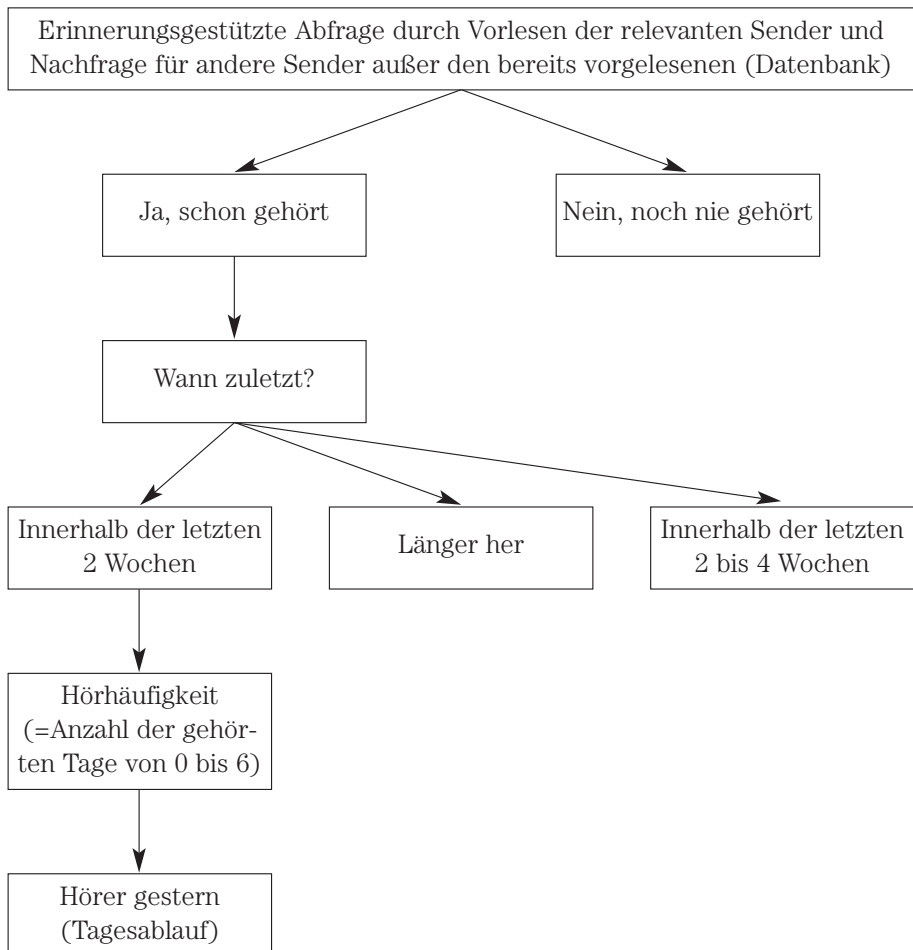 Erinnerungsgestützte Abfrage durch Vorlesen der relevanten Sender und
Nachfrage für andere Sender außer den bereits vorgelesenen (Datenbank)
Ja, schon gehört
Nein, noch nie gehört
Wann zuletzt?
Innerhalb der letzten
2 Wochen
Länger her
Innerhalb der letzten
2 bis 4 Wochen
Hörhäufigkeit
(=Anzahl der gehör-
ten Tage von 0 bis 6)
Hörer gestern
(Tagesablauf)